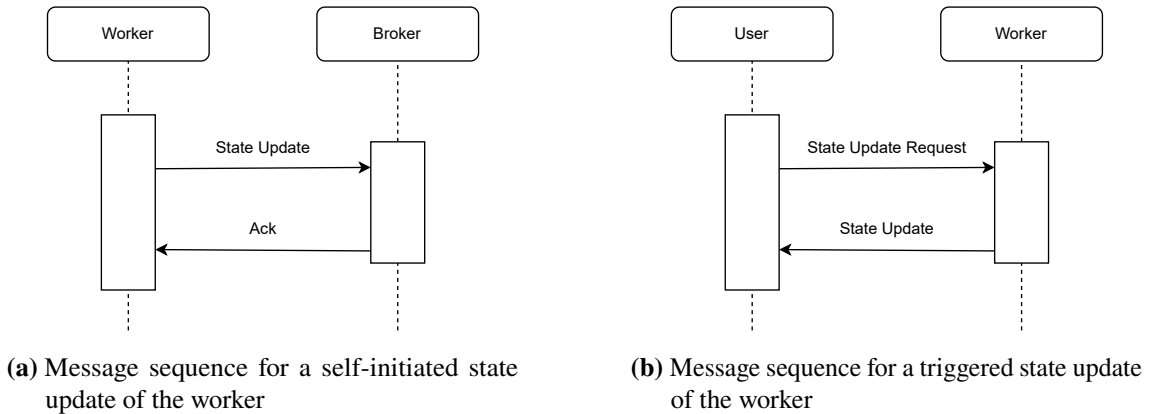 Worker
Broker
State Update
Ack
(a) Message sequence for a self-initiated state
update of the worker
User
Worker
State Update Request
State Update
(b) Message sequence for a triggered state update
of the worker